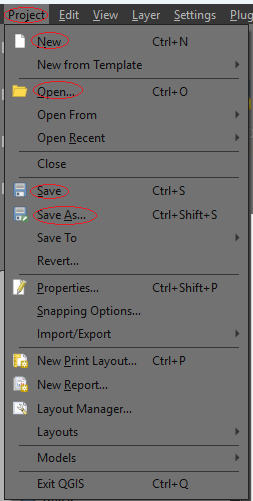 Project Edit View Layer Settings Plug
New Ctrl+N
New from Template
Open... Ctrl+O
Open From
Open Recent
Close
Save Ctrl+S
Save As... Ctrl+Shift+S
Save To
Revert...
Properties... Ctrl+Shift+P
Snapping Options...
Import/Export
New Print Layout... Ctrl+P
New Report...
Layout Manager...
Layouts
Models
Exit QGIS Ctrl+Q